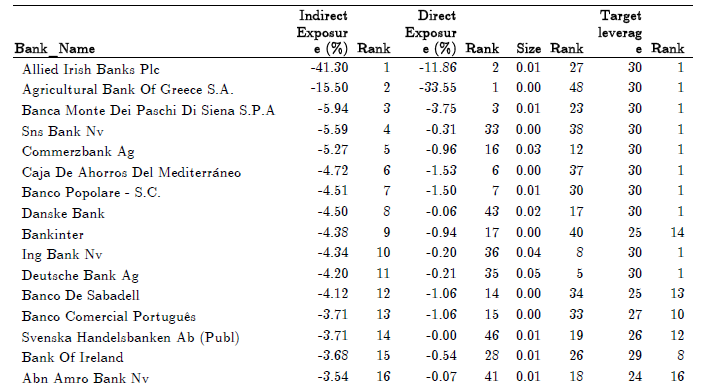 Indirect Direct Target
Exposur Exposur leverag
Bank_Name e (%) Rank e (%) Rank Size Rank e Rank
Allied Irish Banks Plc -41.30 1 -11.86 2 0.01 27 30 1
Agricultural Bank Of Greece S.A. -15.50 2 -33.55 1 0.00 48 30 1
Banca Monte Dei Paschi Di Siena S.P.A -5.94 3 -3.75 3 0.01 23 30 1
Sns Bank Nv -5.59 4 -0.31 33 0.00 38 30 1
Commerzbank Ag -5.27 5 -0.96 16 0.03 12 30 1
Caja De Ahorros Del Mediterráneo -4.72 6 -1.53 6 0.00 37 30 1
Banco Popolare - S.C. -4.51 7 -1.50 7 0.01 30 30 1
Danske Bank -4.50 8 -0.06 43 0.02 17 30 1
Bankinter -4.38 9 -0.94 17 0.00 40 25 14
Ing Bank Nv -4.34 10 -0.20 36 0.04 8 30 1
Deutsche Bank Ag -4.20 11 -0.21 35 0.05 5 30 1
Banco De Sabadell -4.12 12 -1.06 14 0.00 34 25 13
Banco Comercial Português -3.71 13 -1.06 15 0.00 33 27 10
Svenska Handelsbanken Ab (Publ) -3.71 14 -0.00 46 0.01 19 26 12
Bank Of Ireland -3.68 15 -0.54 28 0.01 26 29 8
Abn Amro Bank Nv -3.54 16 -0.07 41 0.01 18 24 16